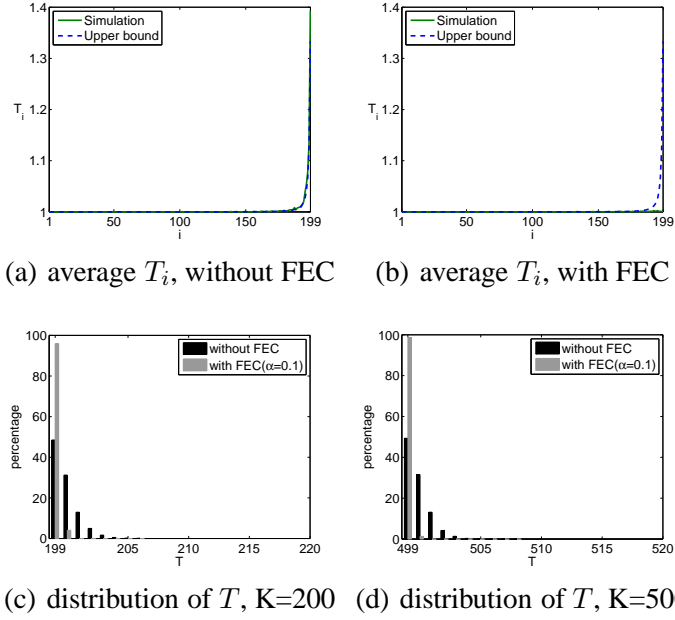 1.4
1.3
1.2
1.1
1
T_i
Simulation
Upper bound
1 50 100 150 199
i
(a) average T_i, without FEC
1.4
1.3
1.2
1.1
1
T_i
Simulation
Upper bound
1 50 100 150 199
i
(b) average T_i, with FEC
100
80
60
40
20
0
percentage
without FEC
with FEC(α=0.1)
199 205 210 215 220
T
(c) distribution of T, K=200
100
80
60
40
20
0
percentage
without FEC
with FEC(α=0.1)
499 505 510 515 520
T
(d) distribution of T, K=50